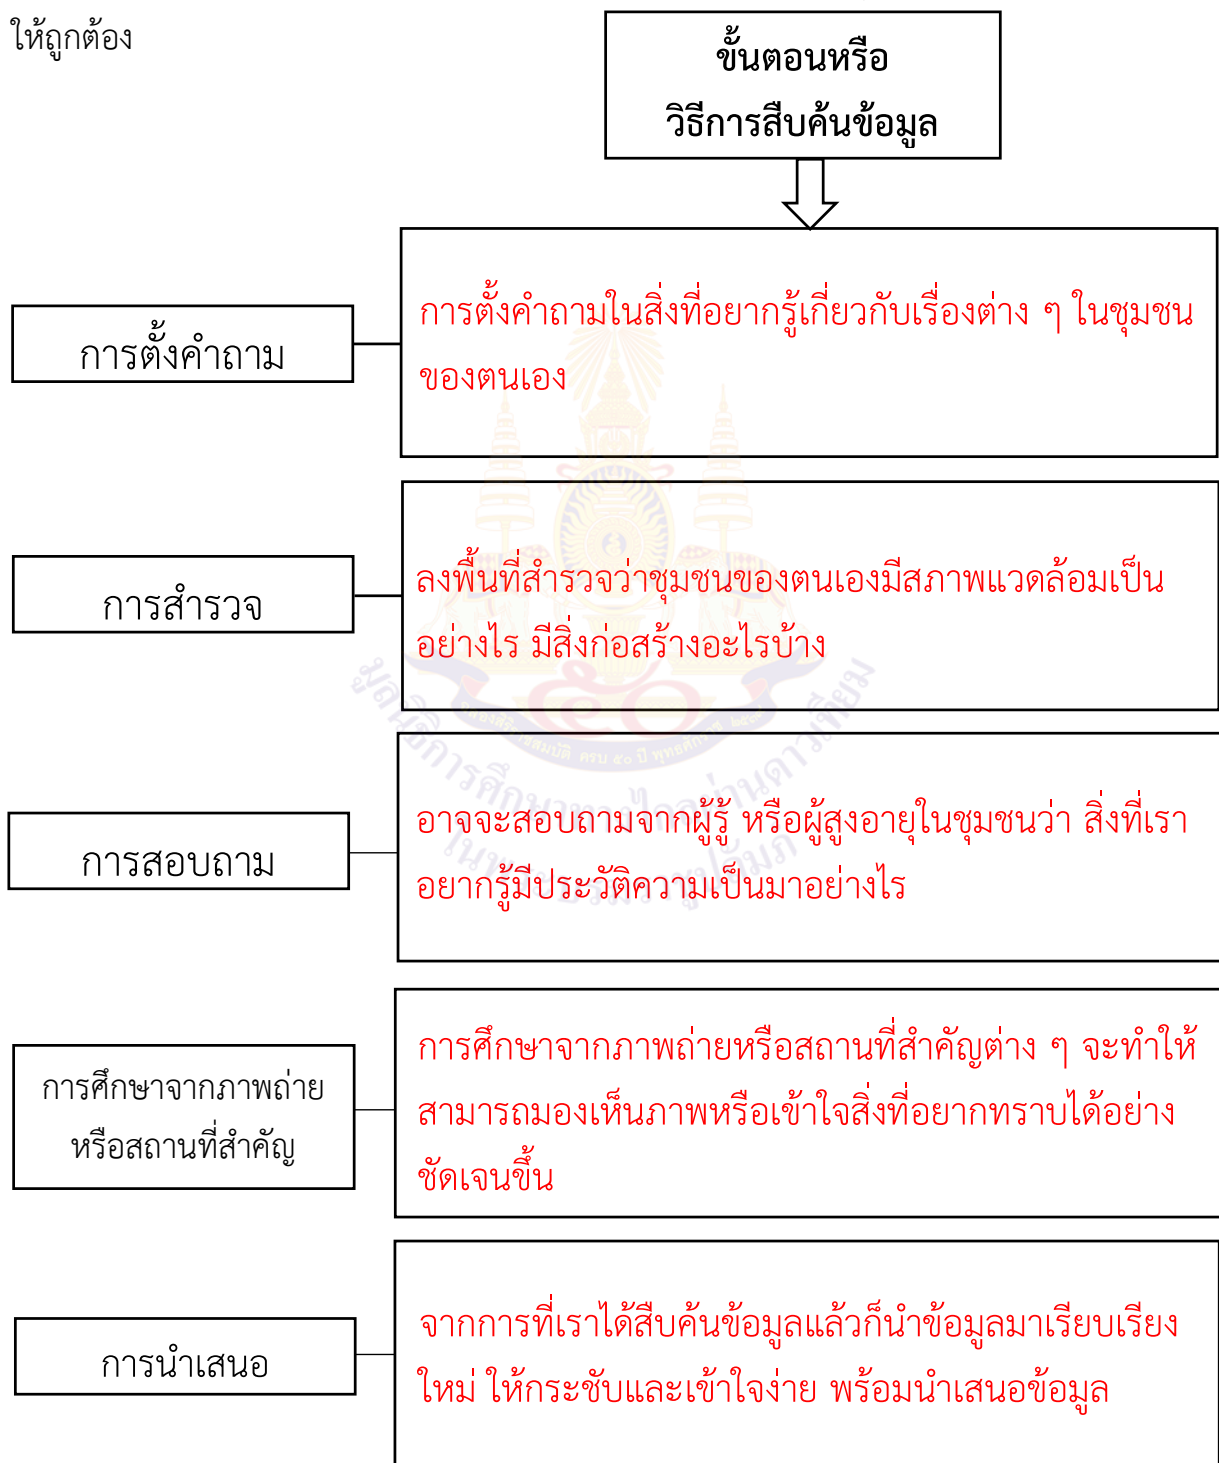 ให้ถูกต้อง
ขั้นตอนหรือ
วิธีการสืบค้นข้อมูล
การตั้งคำถาม
การตั้งคำถามในสิ่งที่อยากรู้เกี่ยวกับเรื่องต่าง ๆ ในชุมชน
ของตนเอง
การสำรวจ
ลงพื้นที่สำรวจว่าชุมชนของตนเองมีสภาพแวดล้อมเป็น
อย่างไร มีสิ่งก่อสร้างอะไรบ้าง
การสอบถาม
อาจจะสอบถามจากผู้รู้ หรือผู้สูงอายุในชุมชนว่า สิ่งที่เรา
อยากรู้มีประวัติความเป็นมาอย่างไร
การศึกษาจากภาพถ่าย
หรือสถานที่สำคัญ
การศึกษาจากภาพถ่ายหรือสถานที่สำคัญต่าง ๆ จะทำให้
สามารถมองเห็นภาพหรือเข้าใจสิ่งที่อยากทราบได้อย่าง
ชัดเจนขึ้น
การนำเสนอ
จากการที่เราได้สืบค้นข้อมูลแล้วก็นำข้อมูลมาเรียบเรียง
ใหม่ ให้กระชับและเข้าใจง่าย พร้อมนำเสนอข้อมูล